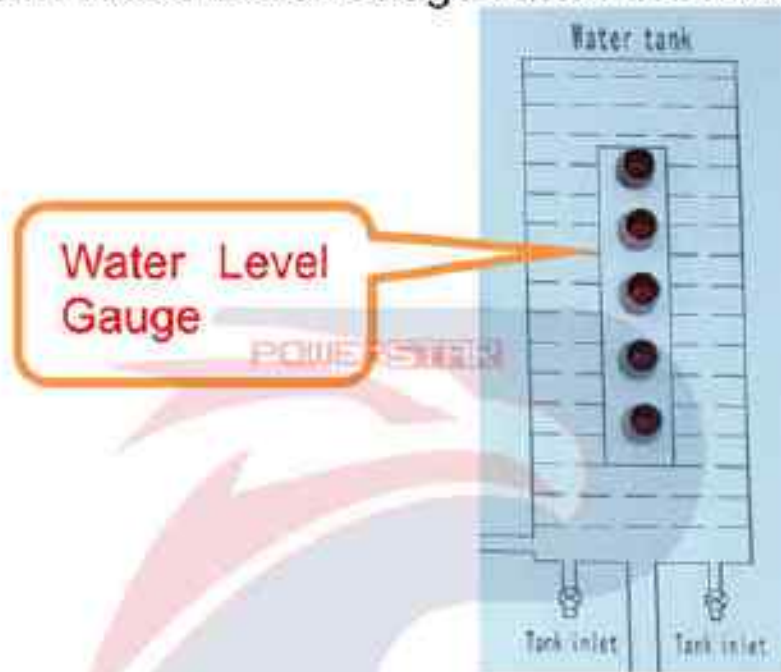 Water tank
Water Level
Gauge
POWERSTAR
Tank inlet
Tank inlet